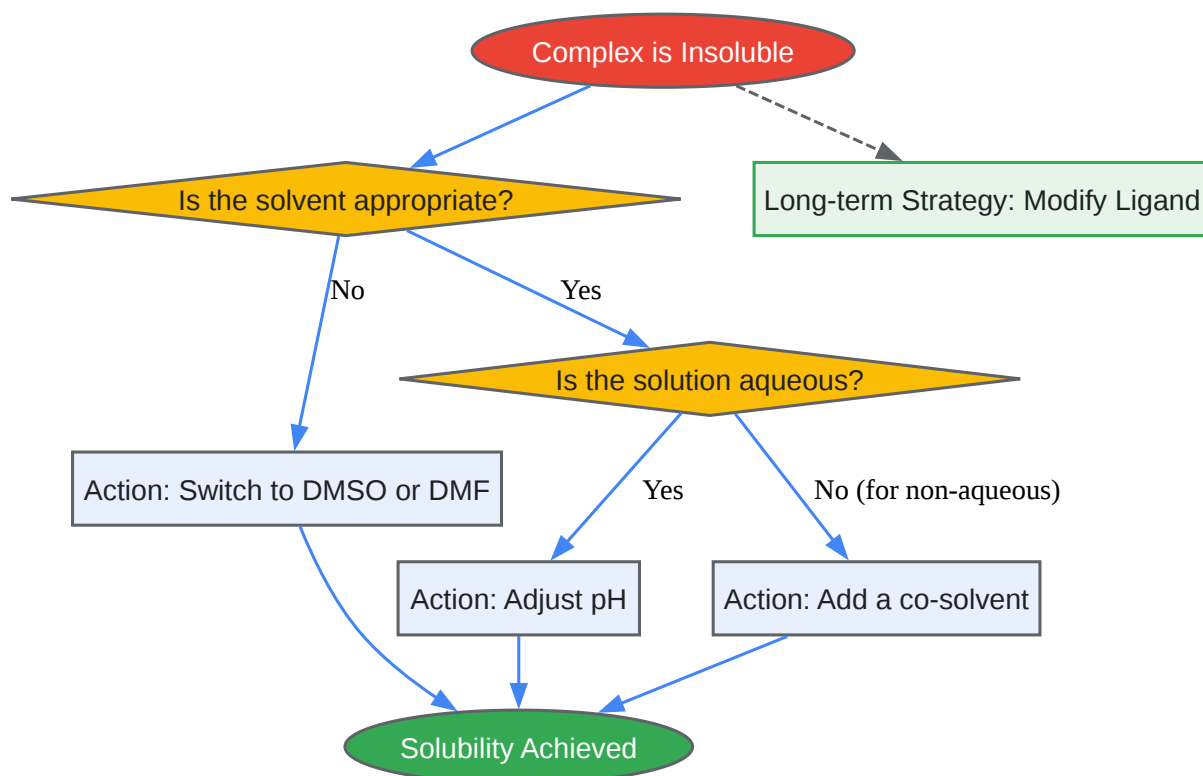 Complex is Insoluble
Is the solvent appropriate?
Long-term Strategy: Modify Ligand
No
Yes
Is the solution aqueous?
Action: Switch to DMSO or DMF
Yes
No (for non-aqueous)
Action: Adjust pH
Action: Add a co-solvent
Solubility Achieved